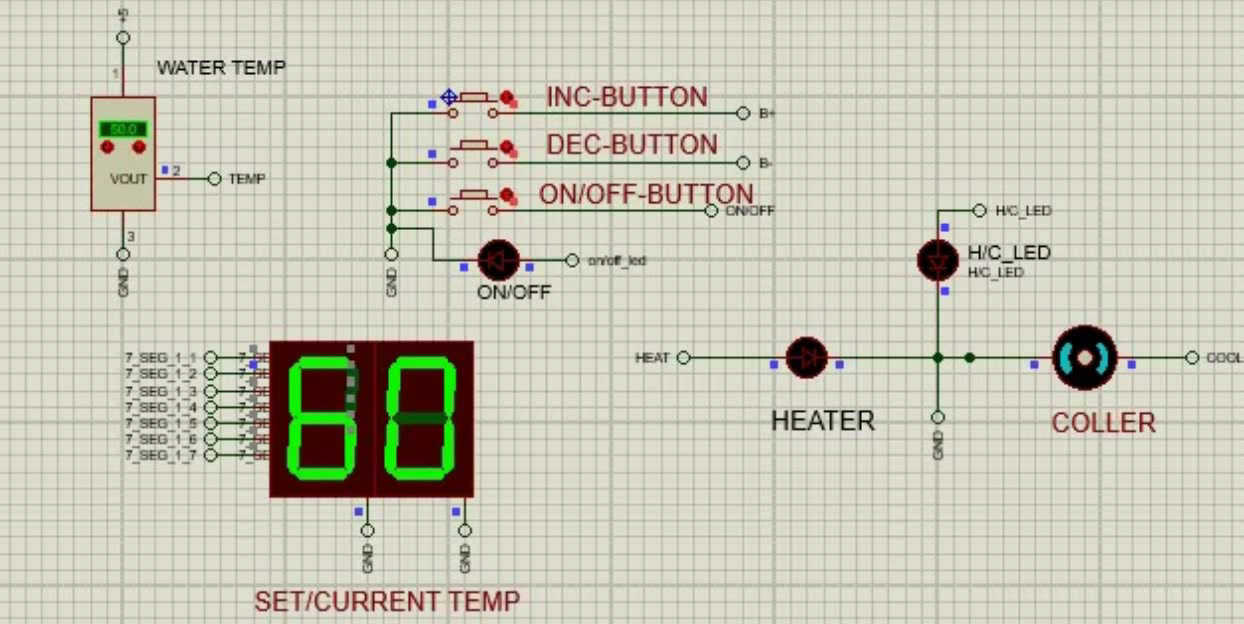 +5
1
WATER TEMP
50.0
VOUT
2
TEMP
3
GND
INC-BUTTON
B+
DEC-BUTTON
B-
ON/OFF-BUTTON
ON/OFF
on/off_led
ON/OFF
GND
H/C_LED
H/C_LED
H/C_LED
7_SEG_1_1
7_SEG_1_2
7_SEG_1_3
7_SEG_1_4
7_SEG_1_5
7_SEG_1_6
7_SEG_1_7
60
GND
GND
SET/CURRENT TEMP
HEAT
HEATER
GND
COOL
COLLER